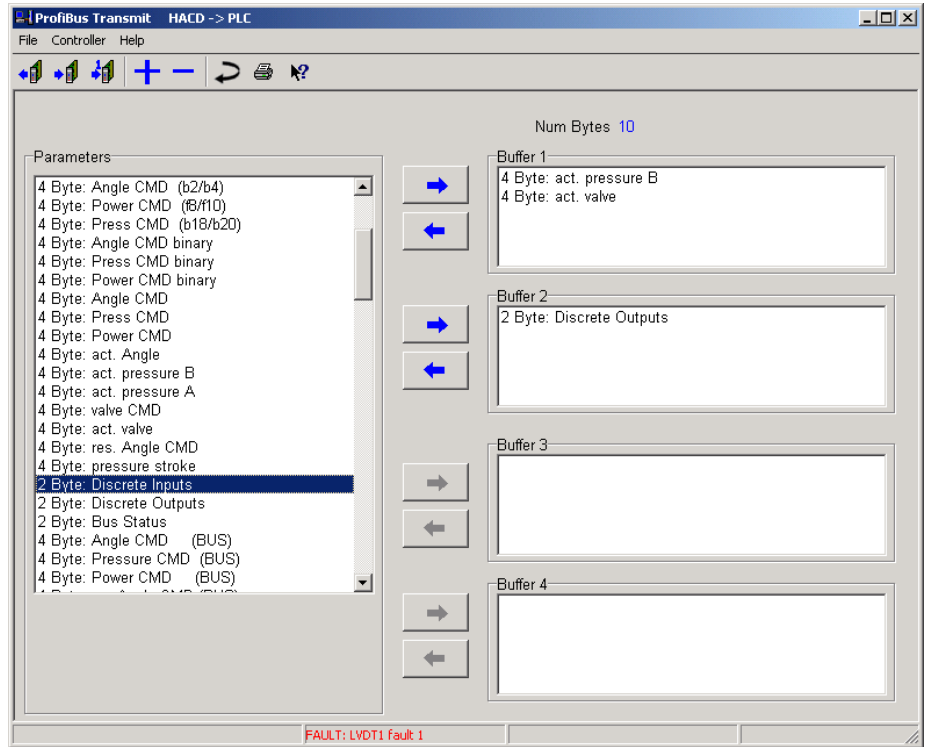 ProfiBus Transmit HACD -> PLC
File Controller Help
Num Bytes 10
Parameters
4 Byte: Angle CMD (b2/b4)
4 Byte: Power CMD (f8/f10)
4 Byte: Press CMD (b18/b20)
4 Byte: Angle CMD binary
4 Byte: Press CMD binary
4 Byte: Power CMD binary
4 Byte: Angle CMD
4 Byte: Press CMD
4 Byte: Power CMD
4 Byte: act. Angle
4 Byte: act. pressure B
4 Byte: act. pressure A
4 Byte: valve CMD
4 Byte: act. valve
4 Byte: res. Angle CMD
4 Byte: pressure stroke
2 Byte: Discrete Inputs
2 Byte: Discrete Outputs
2 Byte: Bus Status
4 Byte: Angle CMD (BUS)
4 Byte: Pressure CMD (BUS)
4 Byte: Power CMD (BUS)
Buffer 1
4 Byte: act. pressure B
4 Byte: act. valve
Buffer 2
2 Byte: Discrete Outputs
Buffer 3
Buffer 4
FAULT: LVDT1 fault 1